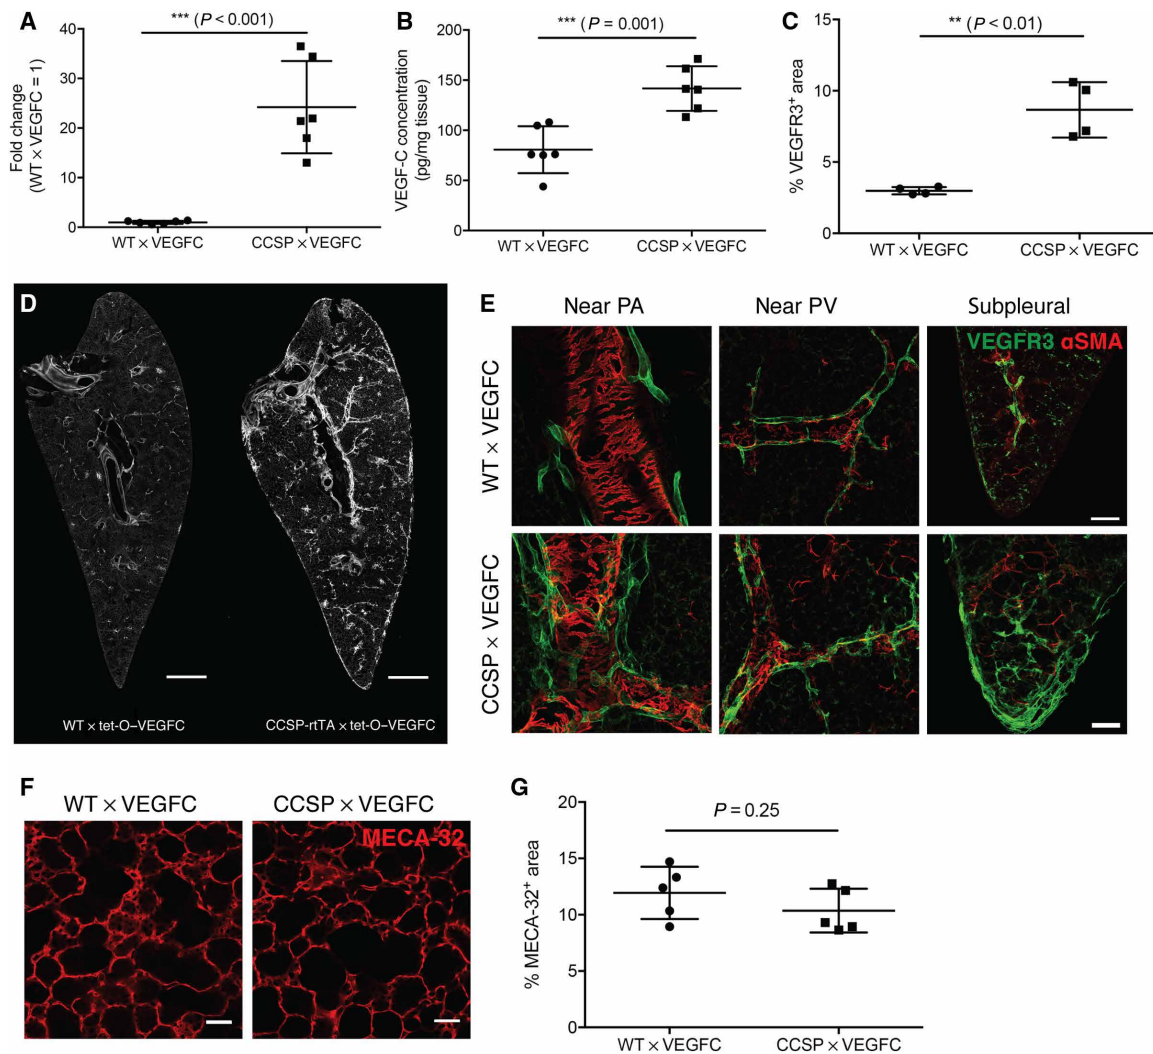 A
*** (P < 0.001)
Fold change
(WT × VEGFC = 1)
40
30
20
10
0
WT × VEGFC
CCSP × VEGFC
B
*** (P = 0.001)
VEGF-C concentration
(pg/mg tissue)
200
150
100
50
0
WT × VEGFC
CCSP × VEGFC
C
** (P < 0.01)
% VEGFR3+ area
15
10
5
0
WT × VEGFC
CCSP × VEGFC
D
WT × tet-O–VEGFC
CCSP-rtTA × tet-O–VEGFC
E
Near PA
Near PV
Subpleural
VEGFR3 αSMA
WT × VEGFC
CCSP × VEGFC
F
WT × VEGFC
CCSP × VEGFC
MECA-32
G
P = 0.25
% MECA-32+ area
20
15
10
5
0
WT × VEGFC
CCSP × VEGFC